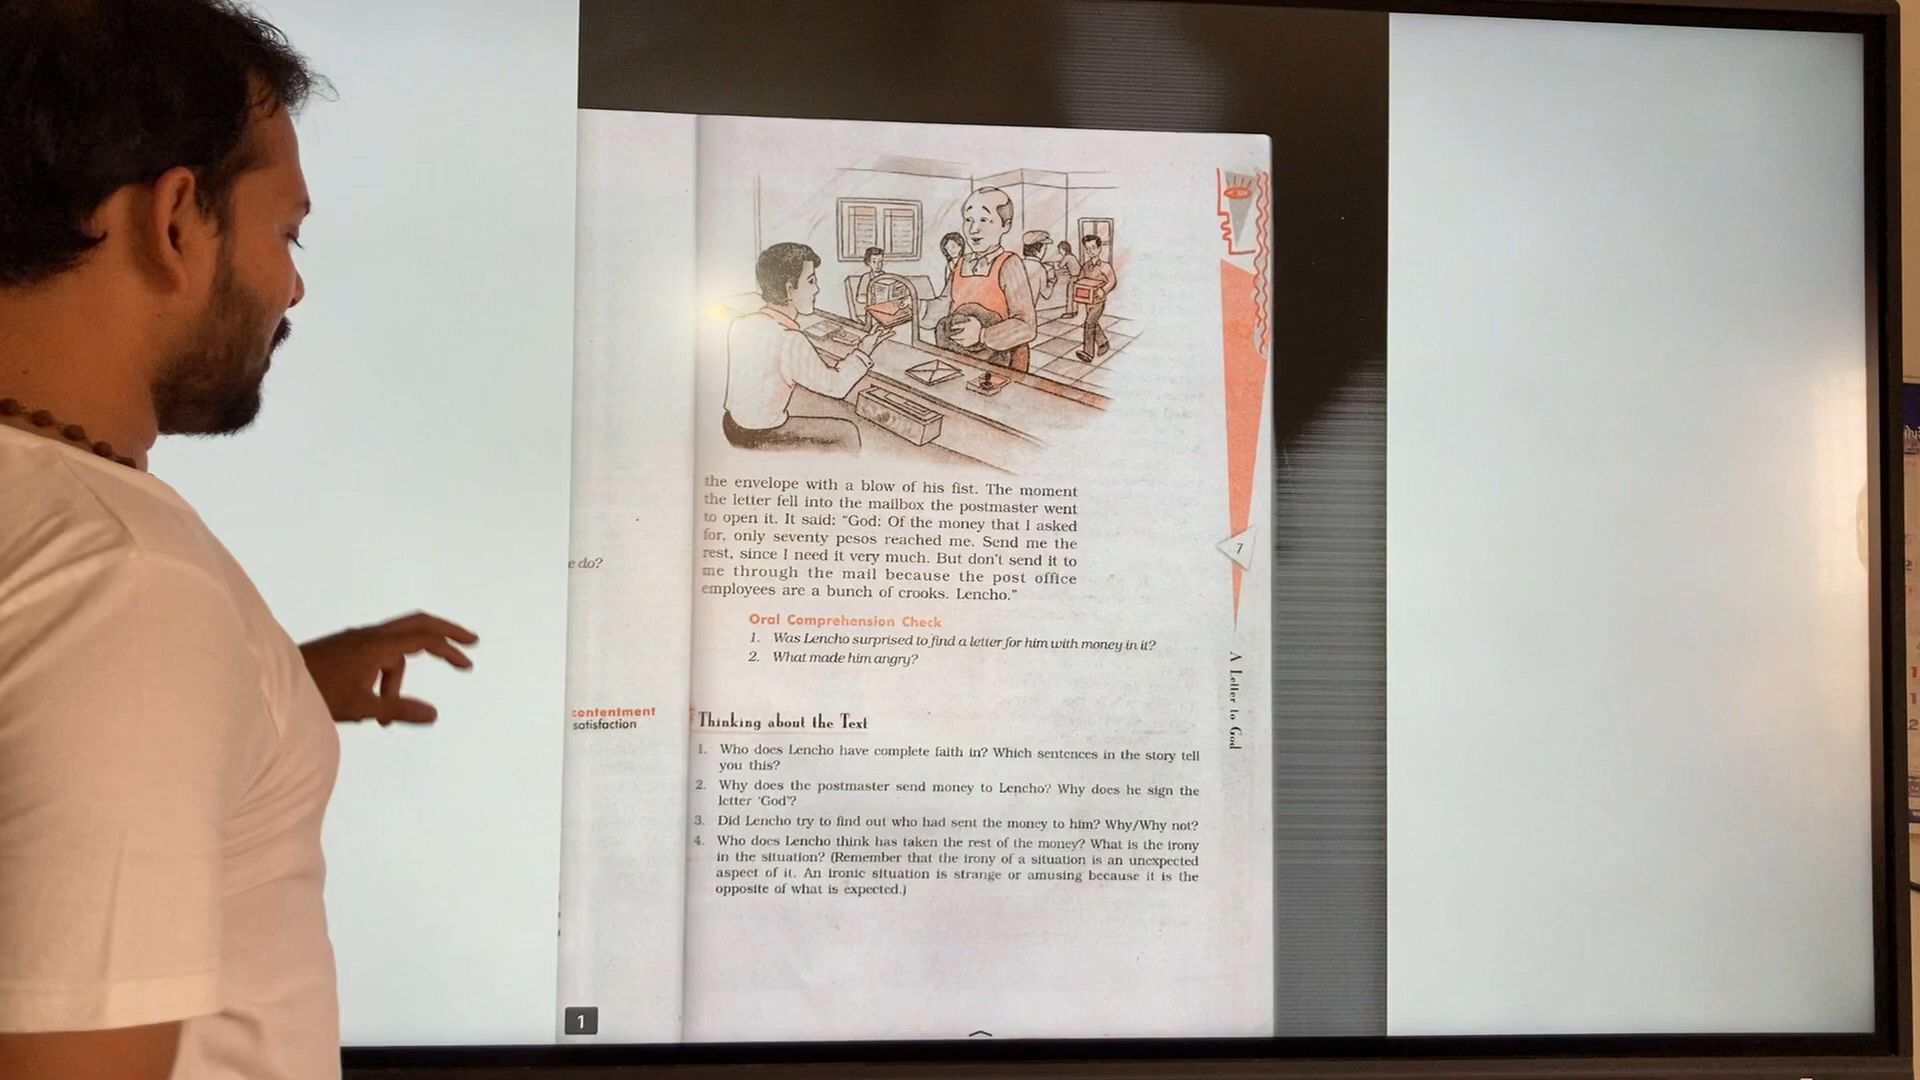 the envelope with a blow of his fist. The moment
the letter fell into the mailbox the postmaster went
to open it. It said: “God: Of the money that I asked
for, only seventy pesos reached me. Send me the
rest, since I need it very much. But don’t send it to
me through the mail because the post office
employees are a bunch of crooks. Lencho.”
e do?
Oral Comprehension Check
1. Was Lencho surprised to find a letter for him with money in it?
2. What made him angry?
contentment
satisfaction
Thinking about the Text
1. Who does Lencho have complete faith in? Which sentences in the story tell
you this?
2. Why does the postmaster send money to Lencho? Why does he sign the
letter ‘God’?
3. Did Lencho try to find out who had sent the money to him? Why/Why not?
4. Who does Lencho think has taken the rest of the money? What is the irony
in the situation? (Remember that the irony of a situation is an unexpected
aspect of it. An ironic situation is strange or amusing because it is the
opposite of what is expected.)
7
A Letter to God
1